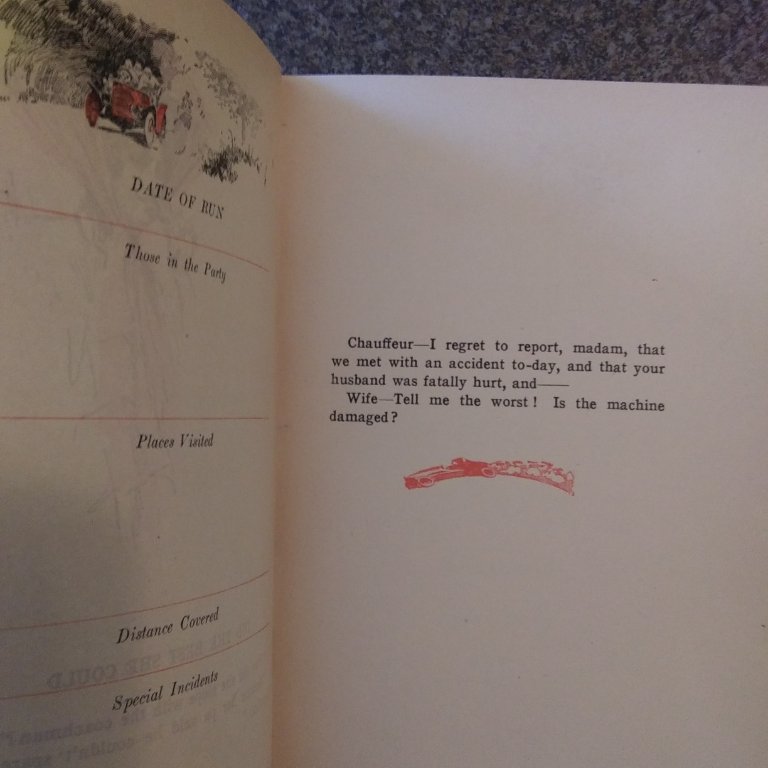 DATE OF RUN
Those in the Party
Places Visited
Distance Covered
Special Incidents
Chauffeur—I regret to report, madam, that
we met with an accident to-day, and that your
husband was fatally hurt, and——
Wife—Tell me the worst! Is the machine
damaged?